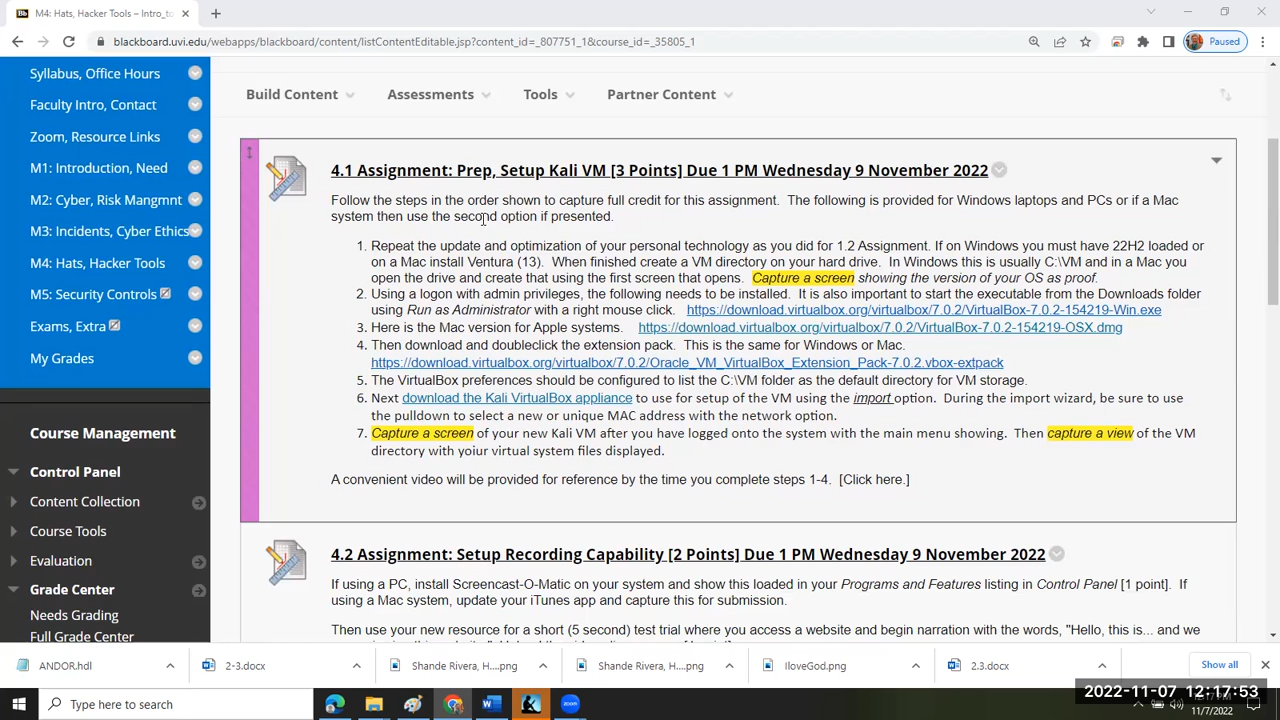 M4: Hats, Hacker Tools – Intro_to
blackboard.uvi.edu/webapps/blackboard/content/listContentEditable.jsp?content_id=_807751_1&course_id=_35805_1
Paused
Syllabus, Office Hours
Faculty Intro, Contact
Zoom, Resource Links
M1: Introduction, Need
M2: Cyber, Risk Mangmnt
M3: Incidents, Cyber Ethics
M4: Hats, Hacker Tools
M5: Security Controls
Exams, Extra
My Grades
Course Management
Control Panel
Content Collection
Course Tools
Evaluation
Grade Center
Needs Grading
Full Grade Center
Build Content
Assessments
Tools
Partner Content
4.1 Assignment: Prep, Setup Kali VM [3 Points] Due 1 PM Wednesday 9 November 2022
Follow the steps in the order shown to capture full credit for this assignment. The following is provided for Windows laptops and PCs or if a Mac
system then use the second option if presented.
1. Repeat the update and optimization of your personal technology as you did for 1.2 Assignment. If on Windows you must have 22H2 loaded or
on a Mac install Ventura (13). When finished create a VM directory on your hard drive. In Windows this is usually C:\VM and in a Mac you
open the drive and create that using the first screen that opens. Capture a screen showing the version of your OS as proof.
2. Using a logon with admin privileges, the following needs to be installed. It is also important to start the executable from the Downloads folder
using Run as Administrator with a right mouse click. https://download.virtualbox.org/virtualbox/7.0.2/VirtualBox-7.0.2-154219-Win.exe
3. Here is the Mac version for Apple systems. https://download.virtualbox.org/virtualbox/7.0.2/VirtualBox-7.0.2-154219-OSX.dmg
4. Then download and doubleclick the extension pack. This is the same for Windows or Mac.
https://download.virtualbox.org/virtualbox/7.0.2/Oracle_VM_VirtualBox_Extension_Pack-7.0.2.vbox-extpack
5. The VirtualBox preferences should be configured to list the C:\VM folder as the default directory for VM storage.
6. Next download the Kali VirtualBox appliance to use for setup of the VM using the import option. During the import wizard, be sure to use
the pulldown to select a new or unique MAC address with the network option.
7. Capture a screen of your new Kali VM after you have logged onto the system with the main menu showing. Then capture a view of the VM
directory with yoiur virtual system files displayed.
A convenient video will be provided for reference by the time you complete steps 1-4. [Click here.]
4.2 Assignment: Setup Recording Capability [2 Points] Due 1 PM Wednesday 9 November 2022
If using a PC, install Screencast-O-Matic on your system and show this loaded in your Programs and Features listing in Control Panel [1 point]. If
using a Mac system, update your iTunes app and capture this for submission.
Then use your new resource for a short (5 second) test trial where you access a website and begin narration with the words, "Hello, this is... and we
ANDOR.hdl
2-3.docx
Shande Rivera, H....png
Shande Rivera, H....png
IloveGod.png
2.3.docx
Show all
Type here to search
2022-11-07 12:17:53
11/7/2022